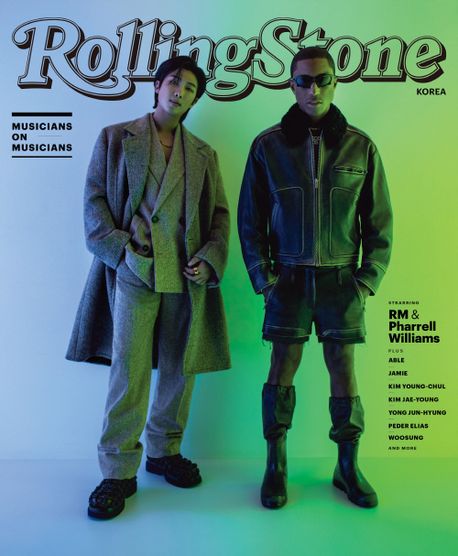 RollingStone
KOREA
MUSICIANS
ON
MUSICIANS
STARRING
RM &
Pharrell
Williams
PLUS
ABLE
JAMIE
KIM YOUNG-CHUL
KIM JAE-YOUNG
YONG JUN-HYUNG
PEDER ELIAS
WOOSUNG
AND MORE